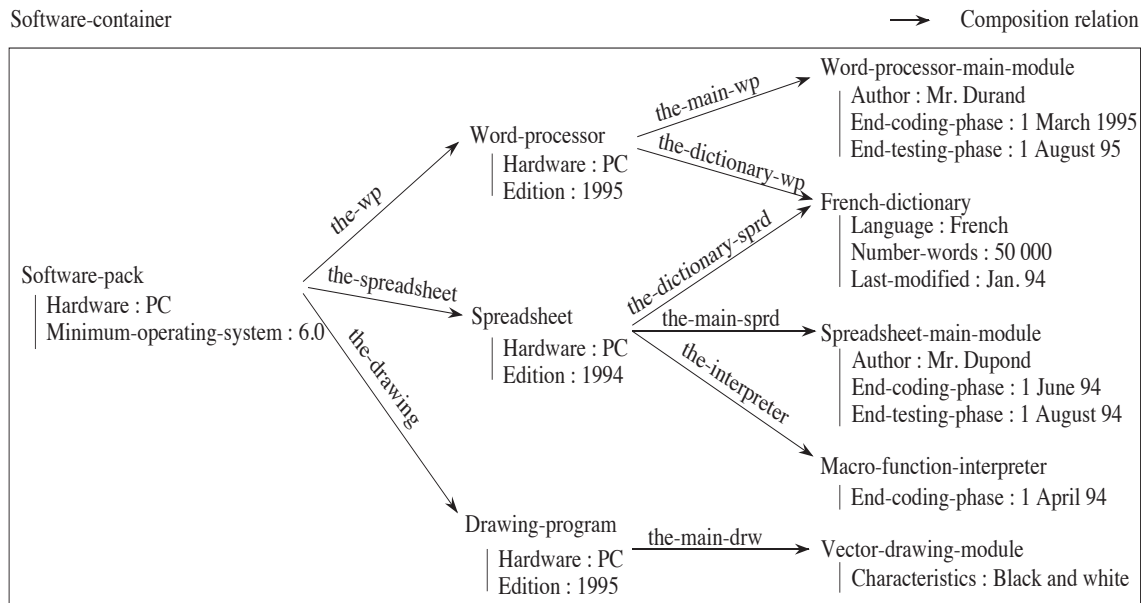 Software-container
Composition relation
Word-processor-main-module
Author : Mr. Durand
End-coding-phase : 1 March 1995
End-testing-phase : 1 August 95
the-main-wp
Word-processor
Hardware : PC
Edition : 1995
the-dictionary-wp
French-dictionary
Language : French
Number-words : 50 000
Last-modified : Jan. 94
the-wp
the-dictionary-sprd
Software-pack
Hardware : PC
Minimum-operating-system : 6.0
the-spreadsheet
Spreadsheet
Hardware : PC
Edition : 1994
the-main-sprd
Spreadsheet-main-module
Author : Mr. Dupond
End-coding-phase : 1 June 94
End-testing-phase : 1 August 94
the-drawing
the-interpreter
Macro-function-interpreter
End-coding-phase : 1 April 94
Drawing-program
Hardware : PC
Edition : 1995
the-main-drw
Vector-drawing-module
Characteristics : Black and white